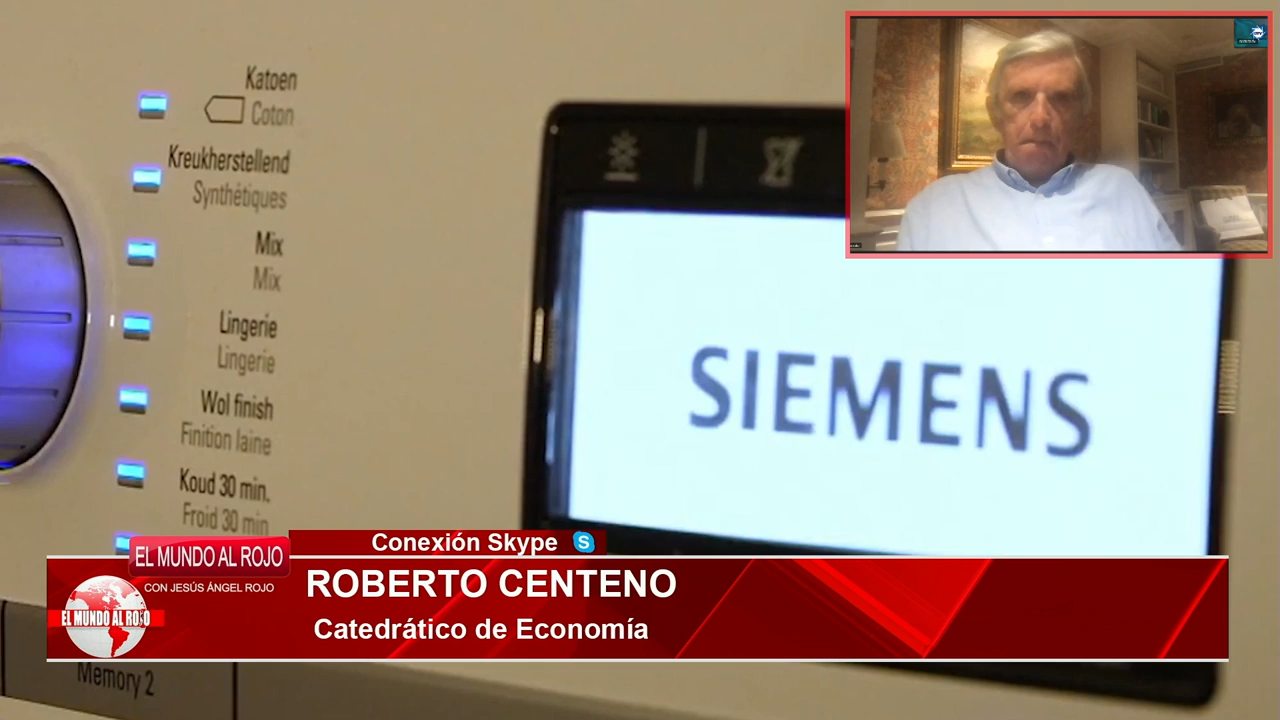 Katoen
Coton
Kreukherstellend
Synthétiques
Mix
Mix
Lingerie
Lingerie
Wol finish
Finition laine
Koud 30 min.
Froid 30 min
SIEMENS
Conexión Skype
EL MUNDO AL ROJO
CON JESÚS ÁNGEL ROJO
EL MUNDO AL ROJO
ROBERTO CENTENO
Catedrático de Economía
Memory 2